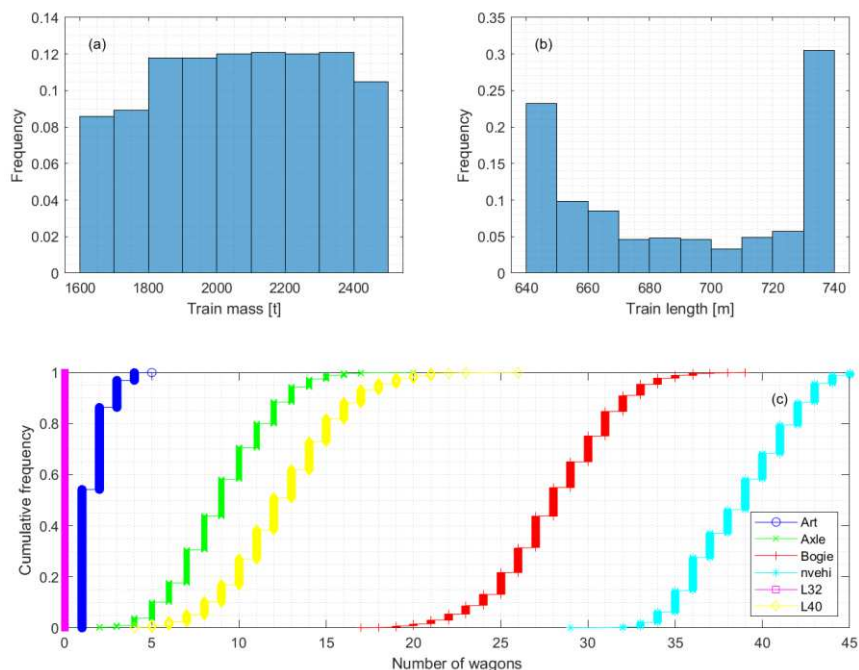 0.14
0.12
0.1
0.08
0.06
0.04
0.02
0
Frequency
(a)
1600 1800 2000 2200 2400
Train mass [t]
0.35
0.3
0.25
0.2
0.15
0.1
0.05
0
Frequency
(b)
640 660 680 700 720 740
Train length [m]
1
0.8
0.6
0.4
0.2
0
Cumulative frequency
(c)
Art
Axle
Bogie
nvehi
L32
L40
0 5 10 15 20 25 30 35 40 45
Number of wagons